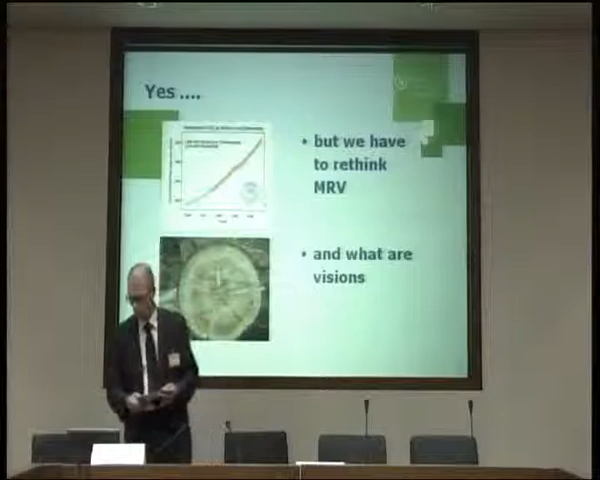 Yes ....
• but we have
to rethink
MRV
• and what are
visions